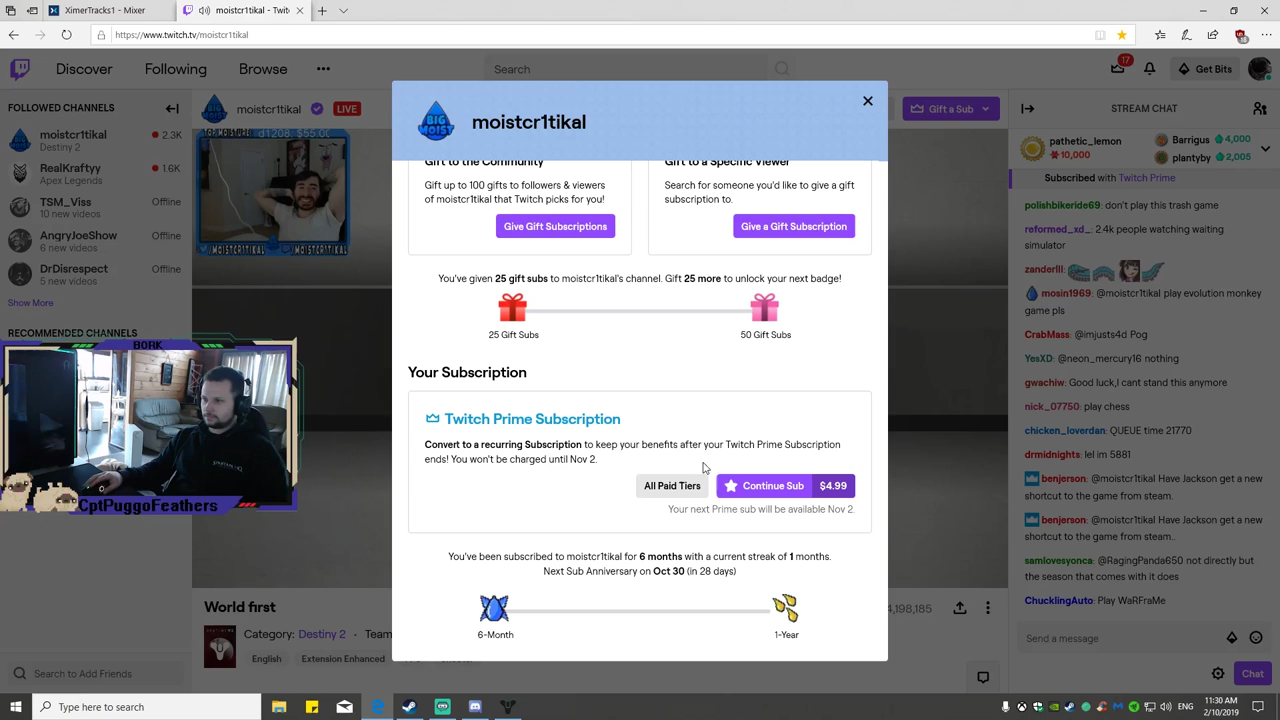 XimerTracks - Mixer
moistcr1tikal - Twit
https://www.twitch.tv/moistcr1tikal
Discover
Following
Browse
Search
17
Get Bits
FOLLOWED CHANNELS
moistcr1tikal
2.3K
Destiny 2
RealKraftyy
1.6K
Apex Legends
TSM_Viss
Offline
10 new videos
AngryJoeShow
Offline
6 new videos
DrDisrespect
Offline
5 new videos
Show More
RECOMMENDED CHANNELS
BORK
CptPuggoFeathers
Search to Add Friends
BIG MOIST
moistcr1tikal
LIVE
Gift a Sub
d1208, $55.00
World first
4,198,185
Category: Destiny 2
English
Extension Enhanced
BIG MOIST
moistcr1tikal
Gift to the Community
Gift up to 100 gifts to followers & viewers
of moistcr1tikal that Twitch picks for you!
Give Gift Subscriptions
Gift to a Specific Viewer
Search for someone you'd like to give a gift
subscription to.
Give a Gift Subscription
You've given 25 gift subs to moistcr1tikal's channel. Gift 25 more to unlock your next badge!
25 Gift Subs
50 Gift Subs
Your Subscription
Twitch Prime Subscription
Convert to a recurring Subscription to keep your benefits after your Twitch Prime Subscription
ends! You won't be charged until Nov 2.
All Paid Tiers
Continue Sub
$4.99
Your next Prime sub will be available Nov 2.
You've been subscribed to moistcr1tikal for 6 months with a current streak of 1 months.
Next Sub Anniversary on Oct 30 (in 28 days)
6-Month
1-Year
STREAM CHAT
pathetic_lemon
10,000
Barrigus 4,000
plantyby 2,005
Subscribed with Twitch Prime
polishbikeride69: don't play this trash game
reformed_xd_: 2.4k people watching waiting
simulator
zanderlll:
mosin1969: @moistcr1tikal play evolution monkey
game pls
CrabMass: @imjusts4d Pog
YesXD: @neon_mercury16 nothing
gwachiw: Good luck,I cant stand this anymore
nick_07750: play chess
chicken_loverdan: QUEUE time 21770
drmidnights: lel im 5881
benjerson: @moistcr1tikal Have Jackson get a new
shortcut to the game from steam.
benjerson: @moistcr1tikal Have Jackson get a new
shortcut to the game from steam..
samlovesyonca: @RagingPanda650 not directly but
the season that comes with it does
ChucklingAuto: Play WaRFraMe
Send a message
Chat
Type here to search
ENG
11:30 AM
2/10/2019